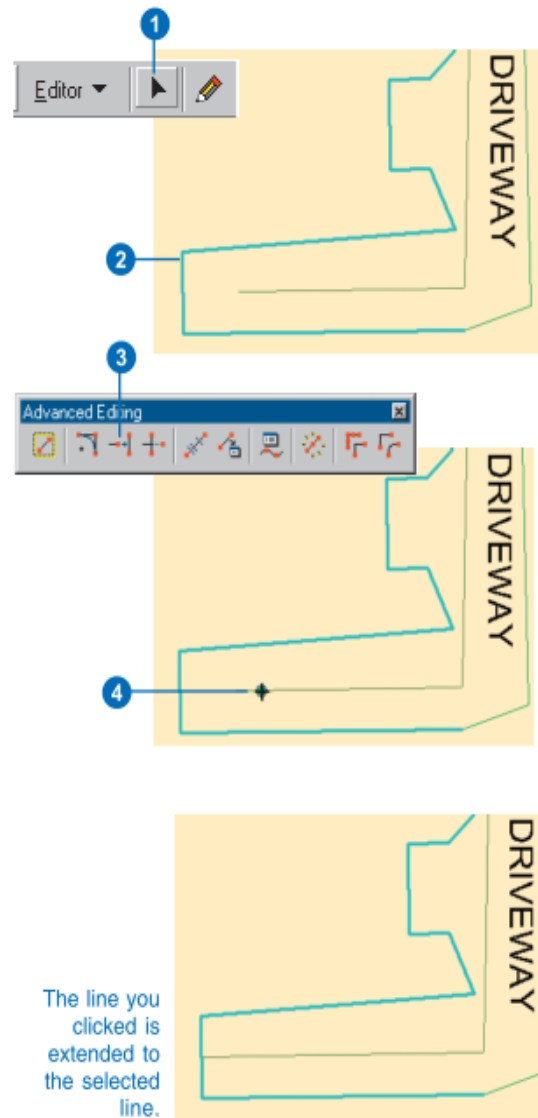 1
Editor
DRIVEWAY
2
3
Advanced Editing
DRIVEWAY
4
DRIVEWAY
The line you
clicked is
extended to
the selected
line.